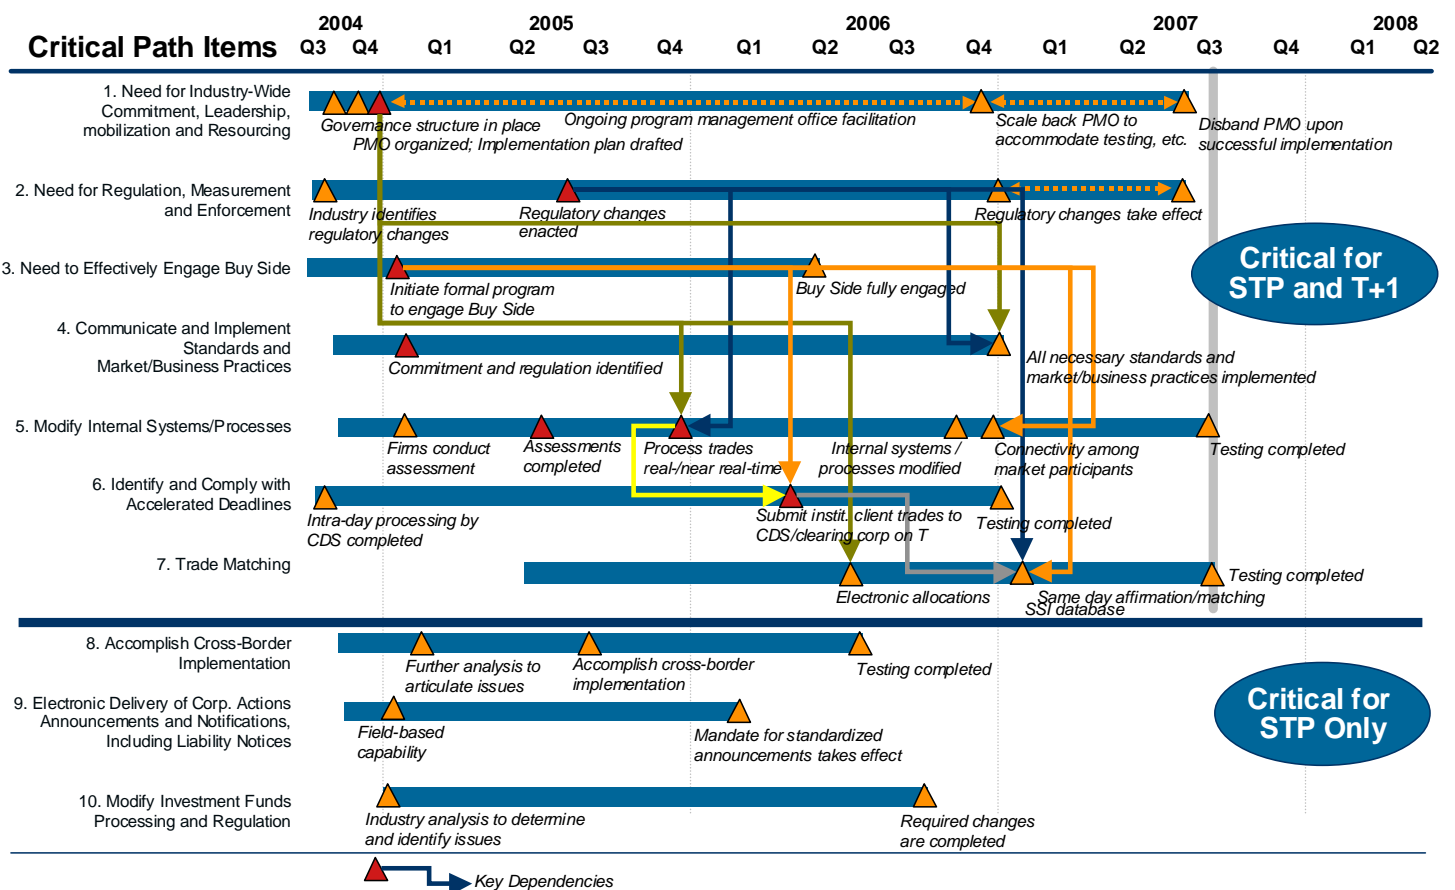 2004 2005 2006 2007 2008
Critical Path Items Q3 Q4 Q1 Q2 Q3 Q4 Q1 Q2 Q3 Q4 Q1 Q2 Q3 Q4 Q1 Q2
1. Need for Industry-Wide
Commitment, Leadership,
mobilization and Resourcing
Governance structure in place
PMO organized; Implementation plan drafted
Ongoing program management office facilitation
Scale back PMO to
accommodate testing, etc.
Disband PMO upon
successful implementation
2. Need for Regulation, Measurement
and Enforcement
Industry identifies
regulatory changes
Regulatory changes
enacted
Regulatory changes take effect
3. Need to Effectively Engage Buy Side
Initiate formal program
to engage Buy Side
Buy Side fully engaged
Critical for
STP and T+1
4. Communicate and Implement
Standards and
Market/Business Practices
Commitment and regulation identified
All necessary standards and
market/business practices implemented
5. Modify Internal Systems/Processes
Firms conduct
assessment
Assessments
completed
Process trades
real-/near real-time
Internal systems /
processes modified
Connectivity among
market participants
Testing completed
6. Identify and Comply with
Accelerated Deadlines
Intra-day processing by
CDS completed
Submit instit. client trades to
CDS/clearing corp on T
Testing completed
7. Trade Matching
Electronic allocations
Same day affirmation/matching
SSI database
Testing completed
8. Accomplish Cross-Border
Implementation
Further analysis to
articulate issues
Accomplish cross-border
implementation
Testing completed
9. Electronic Delivery of Corp. Actions
Announcements and Notifications,
Including Liability Notices
Field-based
capability
Mandate for standardized
announcements takes effect
Critical for
STP Only
10. Modify Investment Funds
Processing and Regulation
Industry analysis to determine
and identify issues
Required changes
are completed
Key Dependencies